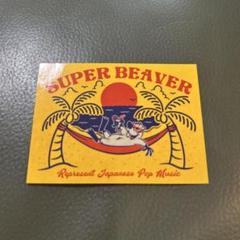 SUPER BEAVER
Represent Japanese Pop Music